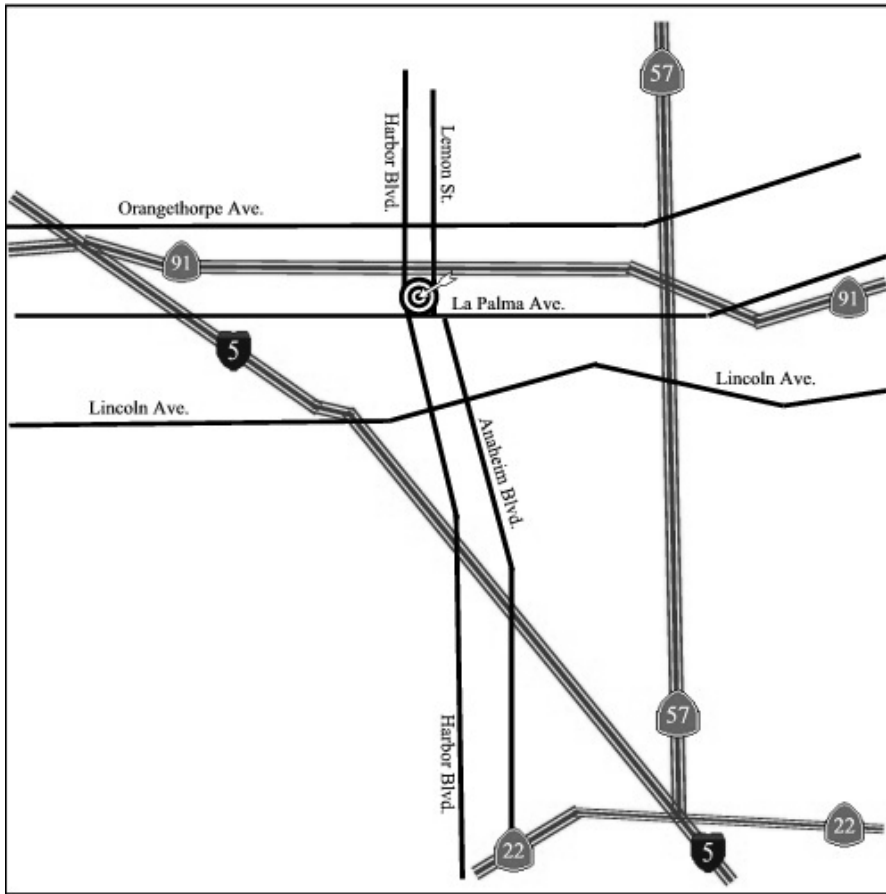 57
Harbor Blvd.
Lemon St.
Orangethorpe Ave.
91
La Palma Ave.
91
5
Lincoln Ave.
Lincoln Ave.
Anaheim Blvd.
Harbor Blvd.
57
22
5
22